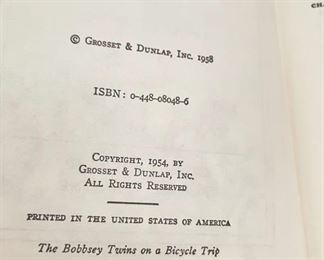 © Grosset & Dunlap, Inc. 1958
ISBN: 0-448-08048-6
Copyright, 1954, by
Grosset & Dunlap, Inc.
All Rights Reserved
PRINTED IN THE UNITED STATES OF AMERICA
The Bobbsey Twins on a Bicycle Trip
CH